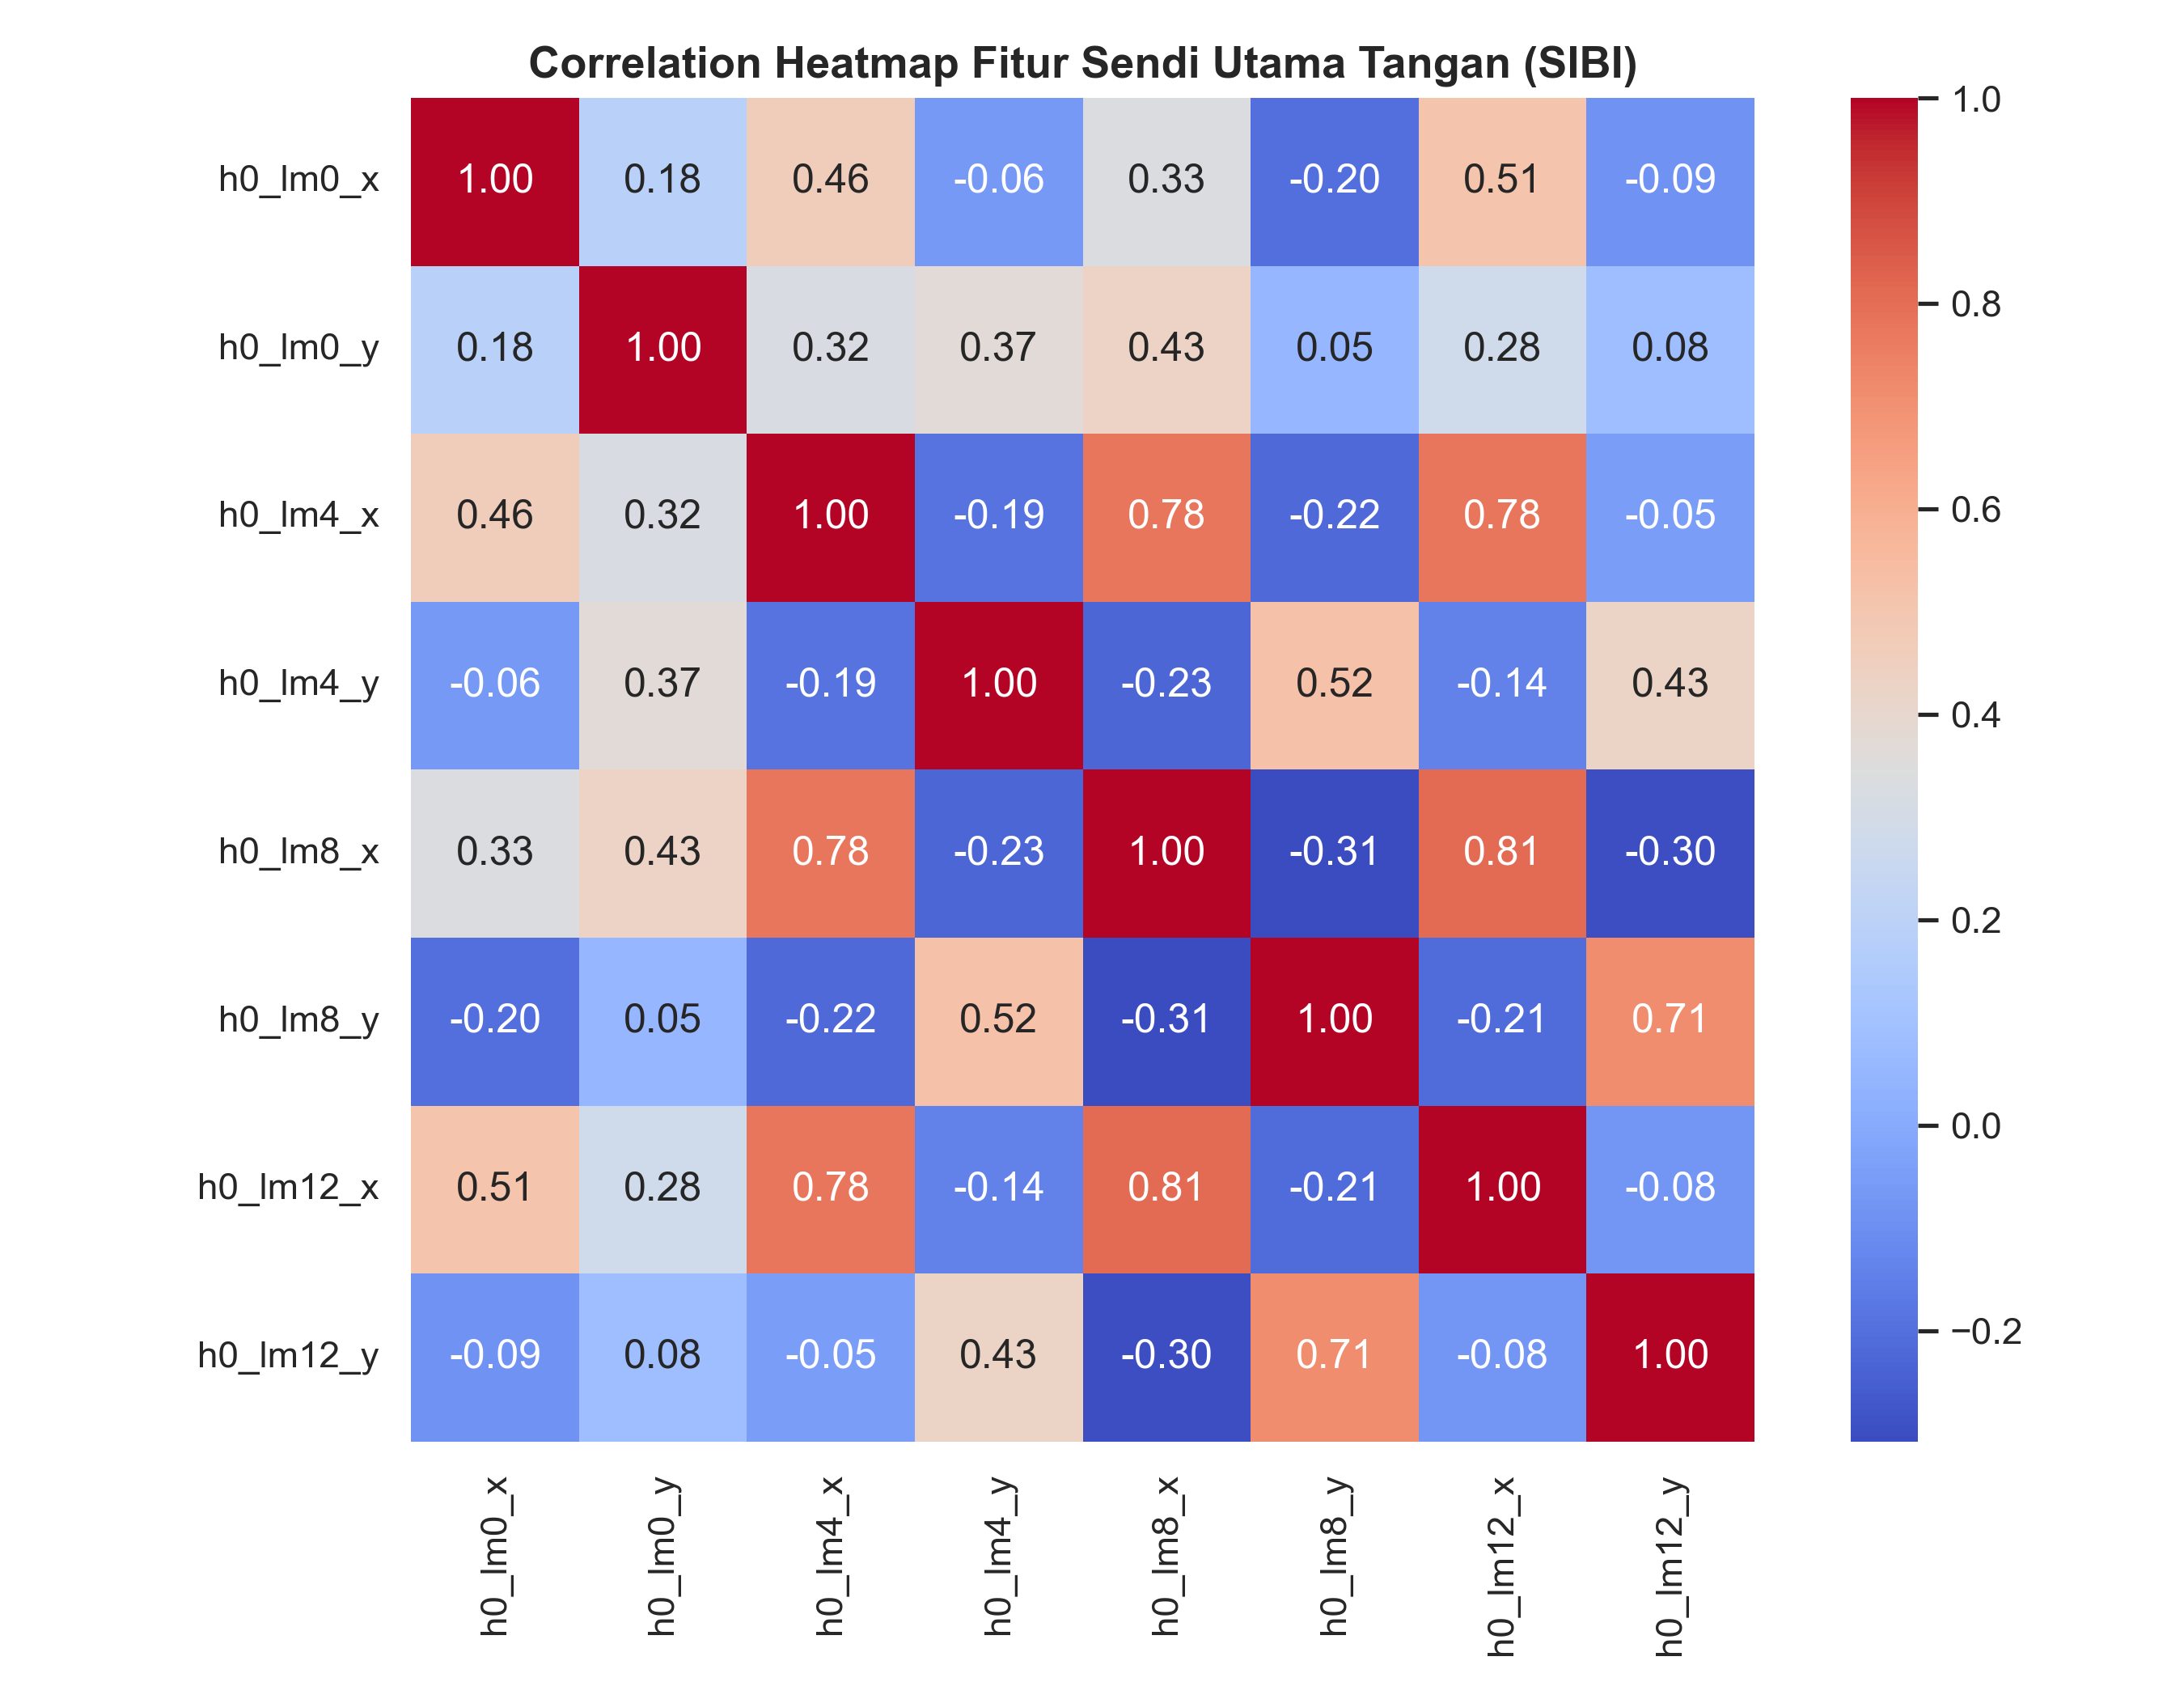 Correlation Heatmap Fitur Sendi Utama Tangan (SIBI)
h0_lm0_x 1.00 0.18 0.46 -0.06 0.33 -0.20 0.51 -0.09
h0_lm0_y 0.18 1.00 0.32 0.37 0.43 0.05 0.28 0.08
h0_lm4_x 0.46 0.32 1.00 -0.19 0.78 -0.22 0.78 -0.05
h0_lm4_y -0.06 0.37 -0.19 1.00 -0.23 0.52 -0.14 0.43
h0_lm8_x 0.33 0.43 0.78 -0.23 1.00 -0.31 0.81 -0.30
h0_lm8_y -0.20 0.05 -0.22 0.52 -0.31 1.00 -0.21 0.71
h0_lm12_x 0.51 0.28 0.78 -0.14 0.81 -0.21 1.00 -0.08
h0_lm12_y -0.09 0.08 -0.05 0.43 -0.30 0.71 -0.08 1.00
h0_lm0_x
h0_lm0_y
h0_lm4_x
h0_lm4_y
h0_lm8_x
h0_lm8_y
h0_lm12_x
h0_lm12_y
1.0
0.8
0.6
0.4
0.2
0.0
−0.2